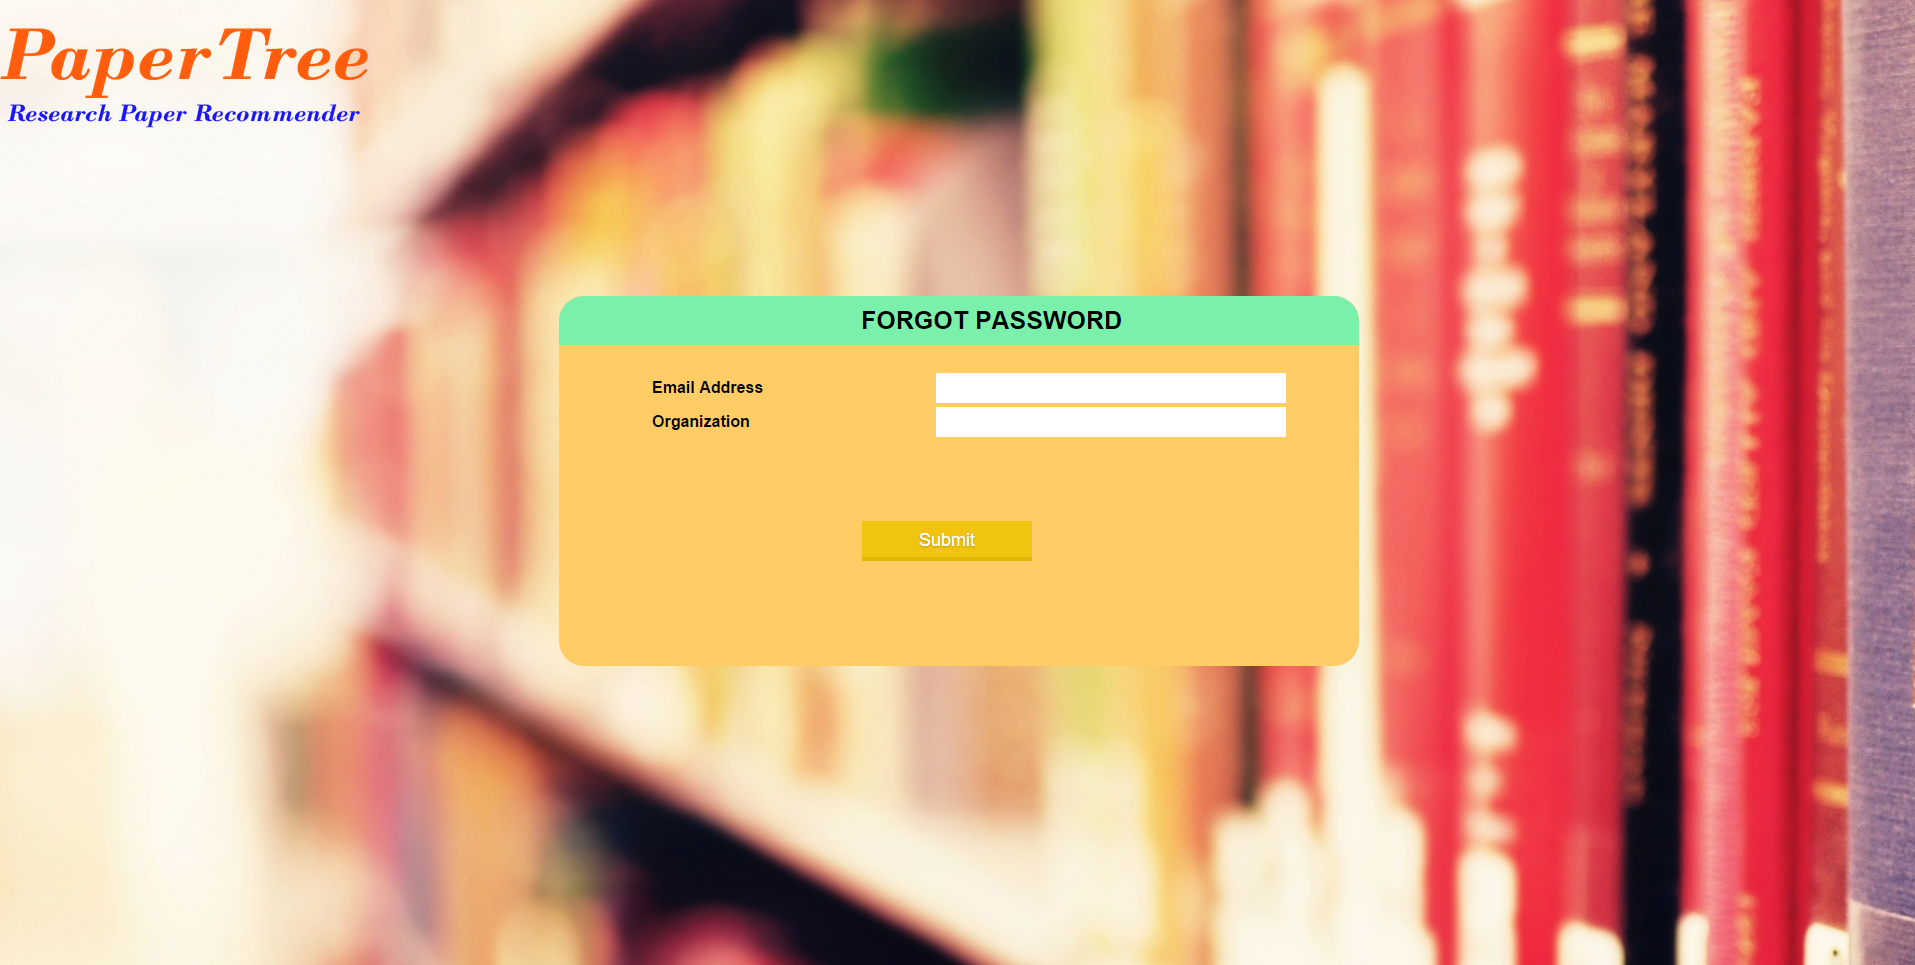 PaperTree
Research Paper Recommender
FORGOT PASSWORD
Email Address
Organization
Submit